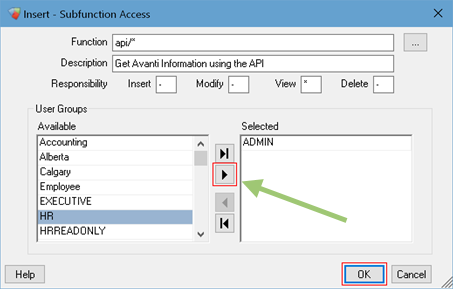 Insert - Subfunction Access
Function api/* ...
Description Get Avanti Information using the API
Responsibility Insert - Modify - View * Delete -
User Groups
Available
Accounting
Alberta
Calgary
Employee
EXECUTIVE
HR
HRREADONLY
Selected
ADMIN
Help OK Cancel